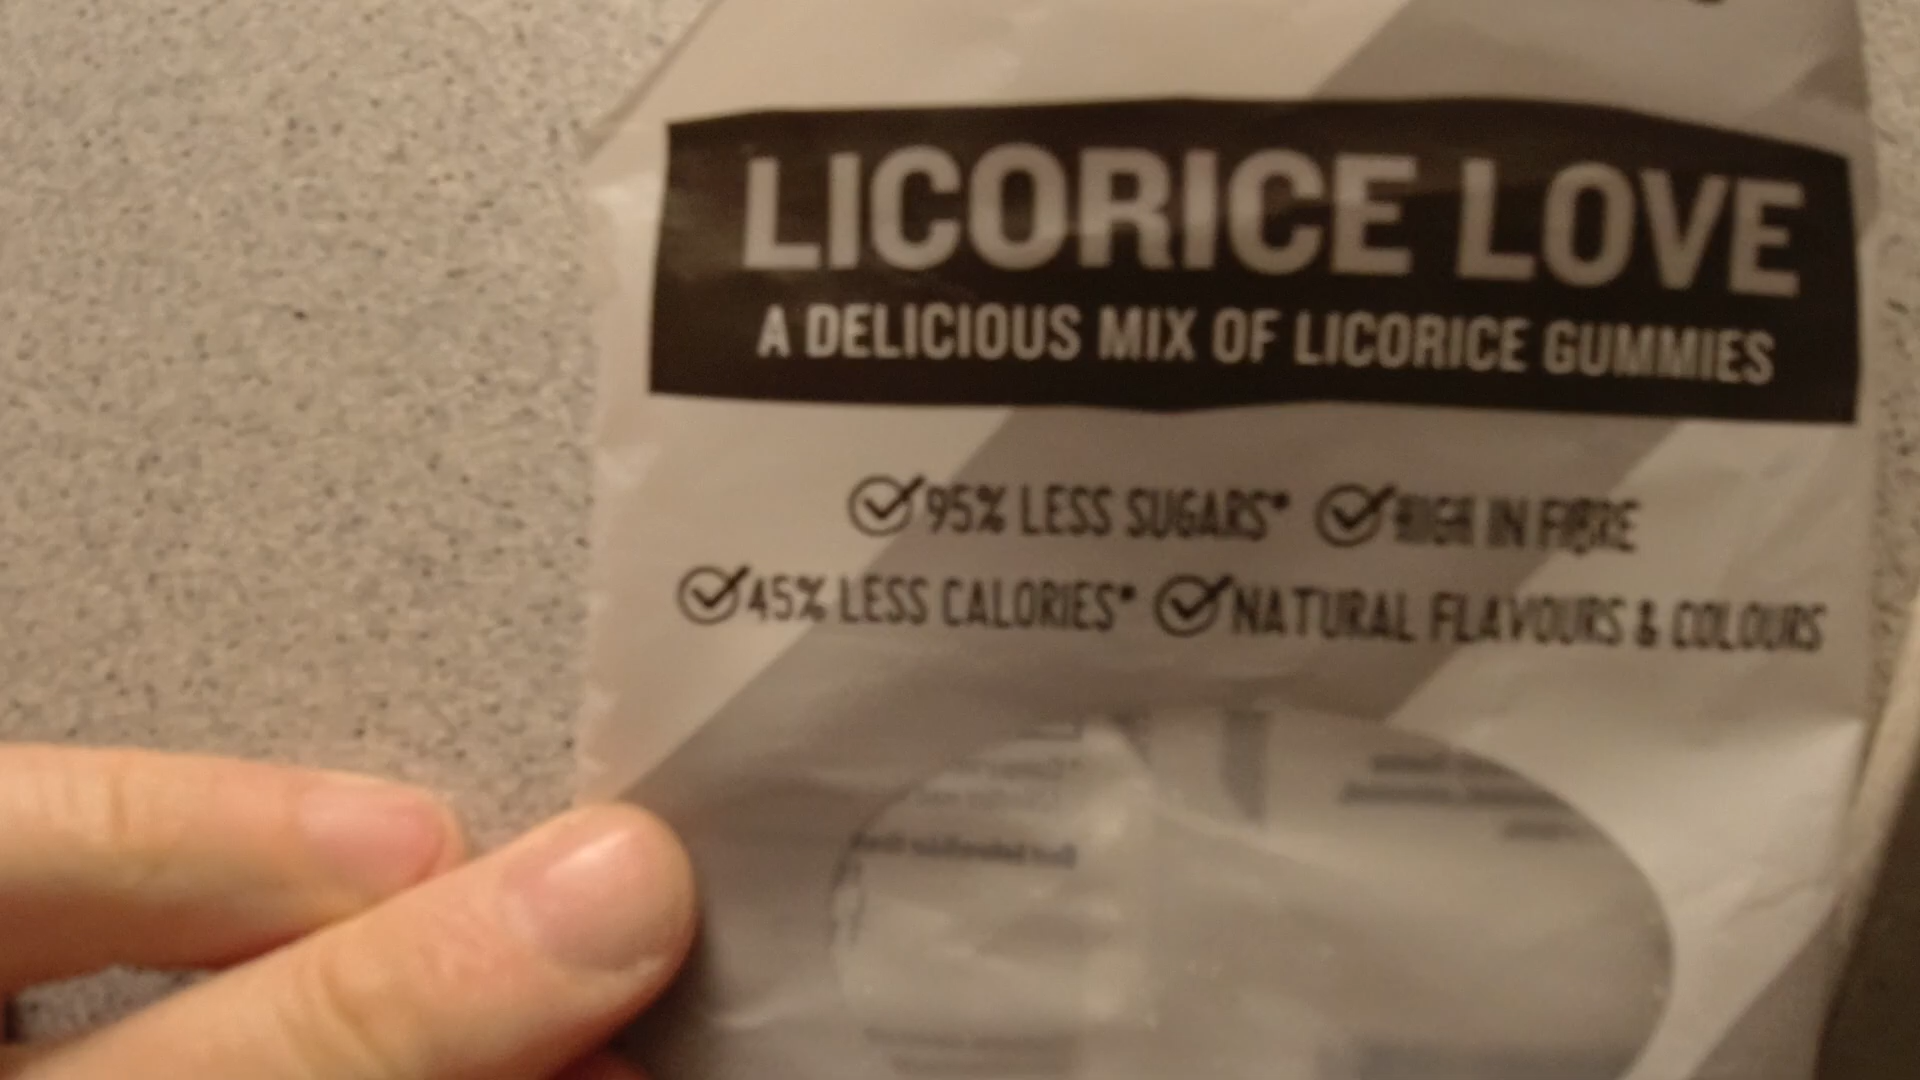 LICORICE LOVE
A DELICIOUS MIX OF LICORICE GUMMIES
95% LESS SUGARS* HIGH IN FIBRE
45% LESS CALORIES* NATURAL FLAVOURS & COLOURS